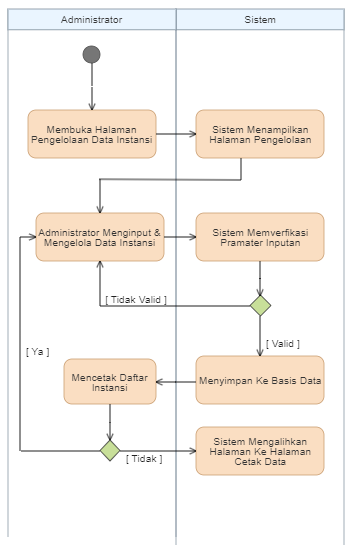 Administrator
Sistem
Membuka Halaman
Pengelolaan Data Instansi
Sistem Menampilkan
Halaman Pengelolaan
Administrator Menginput &
Mengelola Data Instansi
Sistem Memverfikasi
Pramater Inputan
[ Tidak Valid ]
[ Valid ]
[ Ya ]
Mencetak Daftar
Instansi
Menyimpan Ke Basis Data
[ Tidak ]
Sistem Mengalihkan
Halaman Ke Halaman
Cetak Data